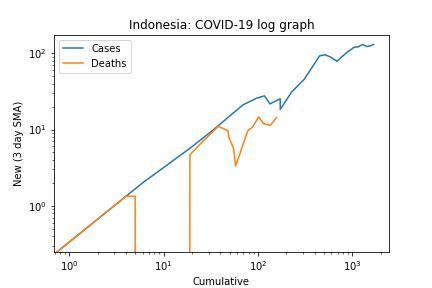 Indonesia: COVID-19 log graph
Cases
Deaths
New (3 day SMA)
10²
10¹
10⁰
10⁰ 10¹ 10² 10³
Cumulative